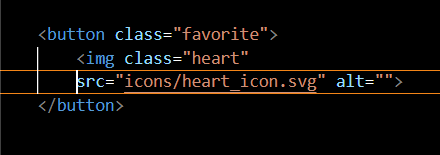 <button class="favorite">
<img class="heart"
src="icons/heart_icon.svg" alt="">
</button>